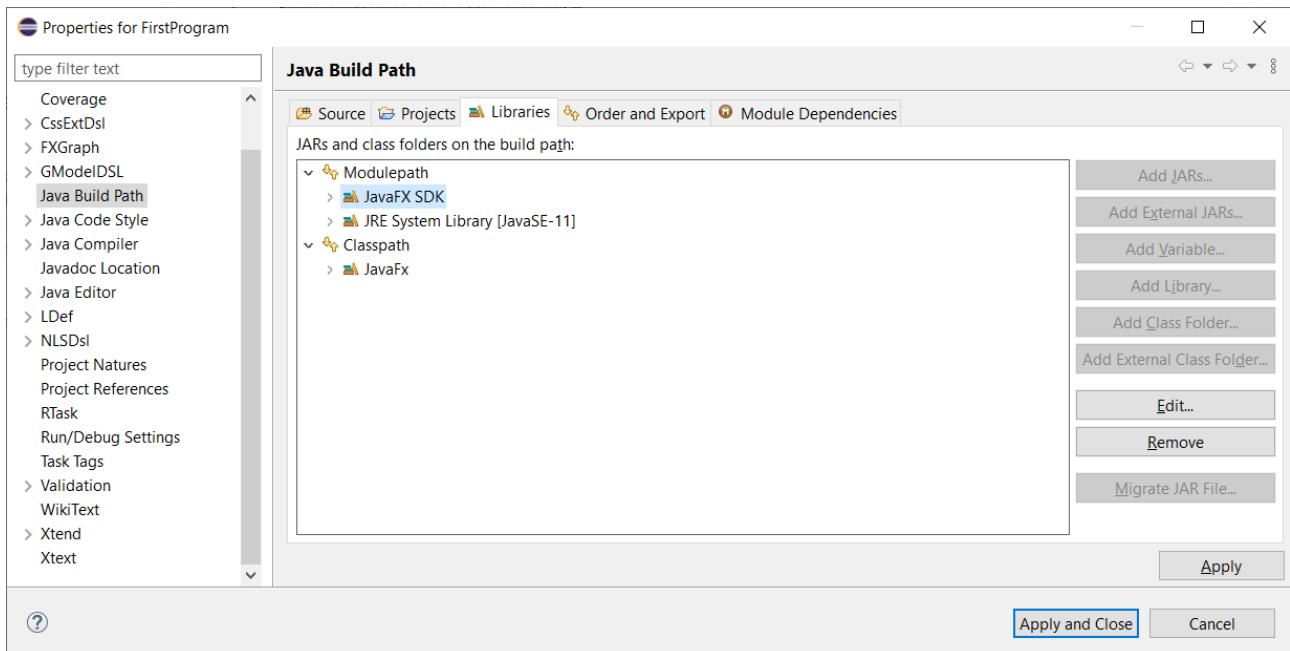 Properties for FirstProgram
type filter text
Coverage
CssExtDsl
FXGraph
GModelDSL
Java Build Path
Java Code Style
Java Compiler
Javadoc Location
Java Editor
LDef
NLSDsl
Project Natures
Project References
RTask
Run/Debug Settings
Task Tags
Validation
WikiText
Xtend
Xtext
Java Build Path
Source Projects Libraries Order and Export Module Dependencies
JARs and class folders on the build path:
Modulepath
JavaFX SDK
JRE System Library [JavaSE-11]
Classpath
JavaFx
Add JARs...
Add External JARs...
Add Variable...
Add Library...
Add Class Folder...
Add External Class Folder...
Edit...
Remove
Migrate JAR File...
Apply
?
Apply and Close
Cancel